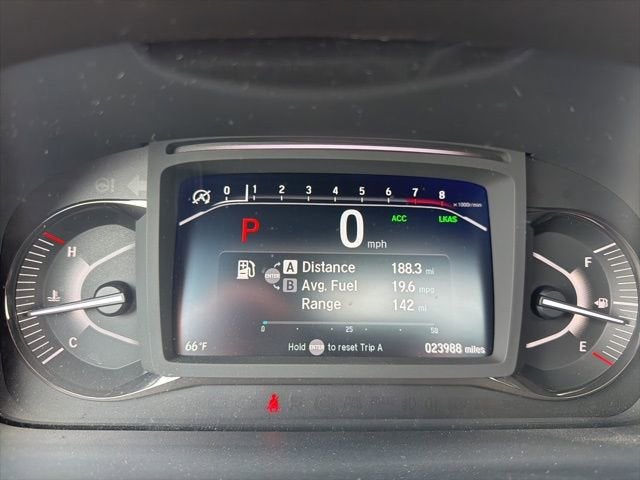 0 1 2 3 4 5 6 7 8 x 1000r/min
P 0 mph ACC LKAS
H
C
F
E
ENTER
A Distance 188.3 mi
B Avg. Fuel 19.6 mpg
Range 142 mi
0 25 50
66°F Hold ENTER to reset Trip A 023988 miles